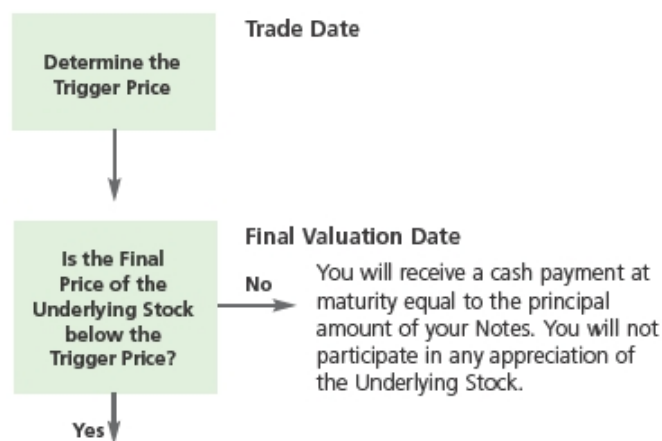 Trade Date
Determine the
Trigger Price
Final Valuation Date
Is the Final
Price of the
Underlying Stock
below the
Trigger Price?
No
You will receive a cash payment at
maturity equal to the principal
amount of your Notes. You will not
participate in any appreciation of
the Underlying Stock.
Yes